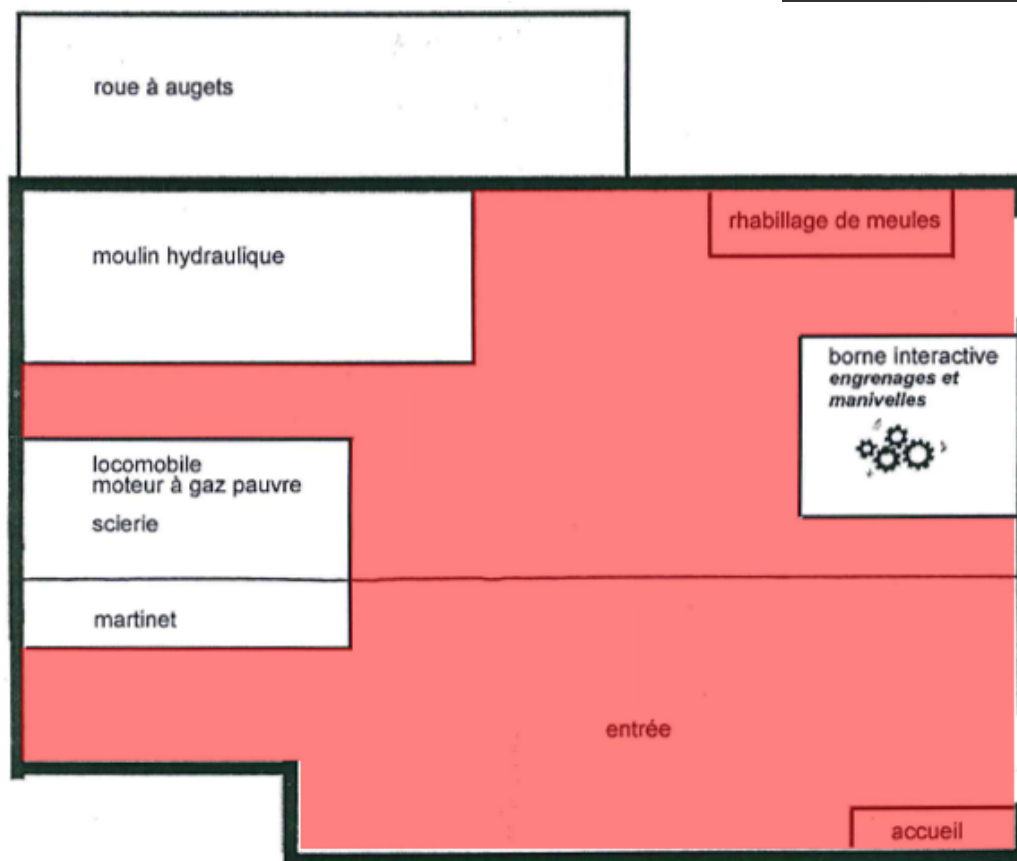 roue à augets
moulin hydraulique
rhabillage de meules
borne interactive
engrenages et
manivelles
locomobile
moteur à gaz pauvre
scierie
martinet
entrée
accueil